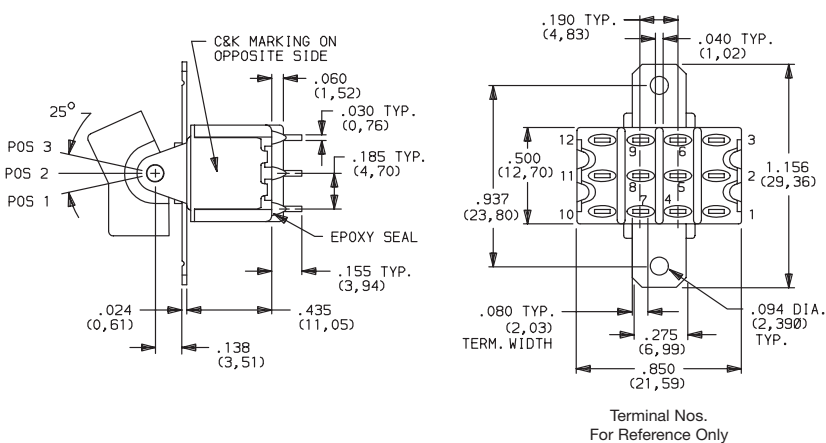 C&K MARKING ON
OPPOSITE SIDE
.060
(1,52)
.030 TYP.
(0,76)
.185 TYP.
(4,70)
25°
POS 3
POS 2
POS 1
EPOXY SEAL
.155 TYP.
(3,94)
.024
(0,61)
.435
(11,05)
.138
(3,51)
.190 TYP.
(4,83)
.040 TYP.
(1,02)
12
9
6
3
.500
(12,70)
11
8
5
2
1.156
(29,36)
.937
(23,80)
10
7
4
1
.080 TYP.
(2,03)
TERM. WIDTH
.275
(6,99)
.094 DIA.
(2,39Ø)
TYP.
.850
(21,59)
Terminal Nos.
For Reference Only